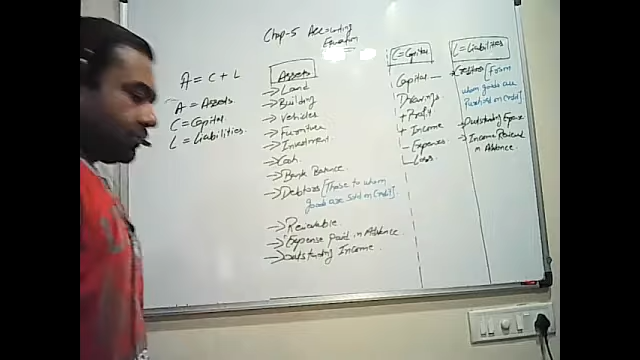 Chap-5 Accounting
Equation
A = C + L
A = Assets.
C = Capital.
L = Liabilities.
Assets
→ Land
→ Building
→ Vehicles
→ Furniture
→ Investment
→ Cash.
→ Bank Balance.
→ Debtors [Those to whom
goods are sold on Credit].
→ Receivable.
→ Expense Paid in Advance.
→ Outstanding Income.
C = Capital
Capital
Drawings
+ Profit
+ Income
- Expenses
- Loss
L = Liabilities
→ Creditors [From
whom goods are
Purchased on Credit]
→ Outstanding Expense
→ Income Received
in Advance.